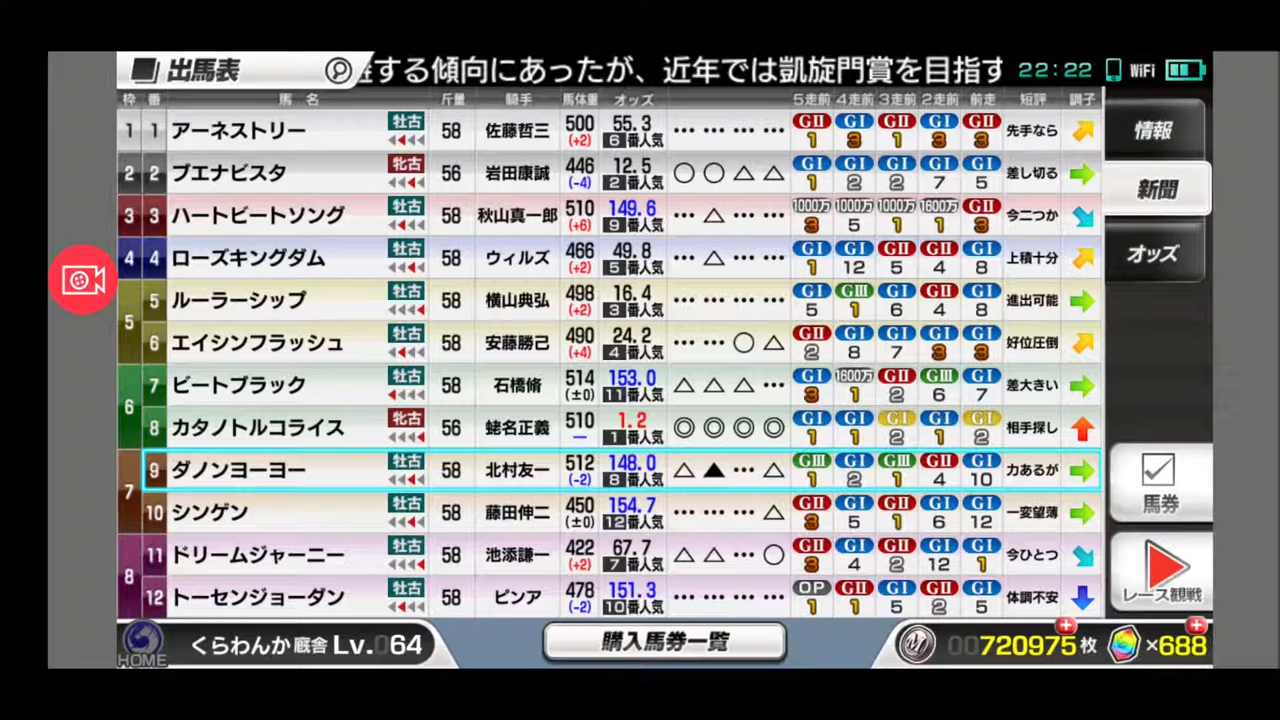 出馬表 をする傾向にあったが、近年では凱旋門賞を目指す 22:22 WiFi
枠 番 馬名 斤量 騎手 馬体重 オッズ 5走前 4走前 3走前 2走前 前走 短評 調子
1 1 アーネストリー 牡古 58 佐藤哲三 500 (+2) 55.3 6番人気 … … … … GII 1 GI 3 GII 1 GI 3 GII 3 先手なら
2 2 ブエナビスタ 牝古 56 岩田康誠 446 (-4) 12.5 2番人気 ○ ○ △ △ GI 1 GI 2 GI 2 GI 7 GI 5 差し切る
3 3 ハートビートソング 牡古 58 秋山真一郎 510 (+6) 149.6 9番人気 … △ … … 1000万 3 1000万 5 1000万 1 1600万 1 GII 3 今二つか
4 4 ローズキングダム 牡古 58 ウィルズ 466 (+2) 49.8 5番人気 … △ … … GI 1 GI 12 GII 5 GII 4 GI 8 上積十分
5 5 ルーラーシップ 牡古 58 横山典弘 498 (+2) 16.4 3番人気 … … … … GI 5 GIII 1 GI 6 GII 4 GI 8 進出可能
6 エイシンフラッシュ 牡古 58 安藤勝己 490 (+4) 24.2 4番人気 … … ○ △ GII 2 GI 8 GI 7 GII 3 GI 3 好位圧倒
6 7 ビートブラック 牡古 58 石橋脩 514 (±0) 153.0 11番人気 △ △ △ … GI 3 1600万 1 GII 2 GIII 6 GI 7 差大きい
8 カタノトルコライス 牝古 56 蛯名正義 510 — 1.2 1番人気 ◎ ◎ ◎ ◎ GI 1 GI 1 GI 2 GI 1 GI 2 相手探し
7 9 ダノンヨーヨー 牡古 58 北村友一 512 (-2) 148.0 8番人気 △ ▲ … △ GIII 1 GI 2 GIII 1 GII 4 GI 10 力あるが
10 シンゲン 牡古 58 藤田伸二 450 (±0) 154.7 12番人気 … … … △ GII 3 GI 5 GII 1 GI 6 GI 12 一変望薄
8 11 ドリームジャーニー 牡古 58 池添謙一 422 (+2) 67.7 7番人気 △ △ … ○ GII 3 GI 4 GII 2 GI 12 GI 1 今ひとつ
12 トーセンジョーダン 牡古 58 ピンア 478 (-2) 151.3 10番人気 … … … … OP 1 GII 1 GI 5 GII 2 GI 5 体調不安
情報
新聞
オッズ
馬券
レース観戦
HOME くらわんか厩舎 Lv.064 購入馬券一覧 00720975枚 ×688